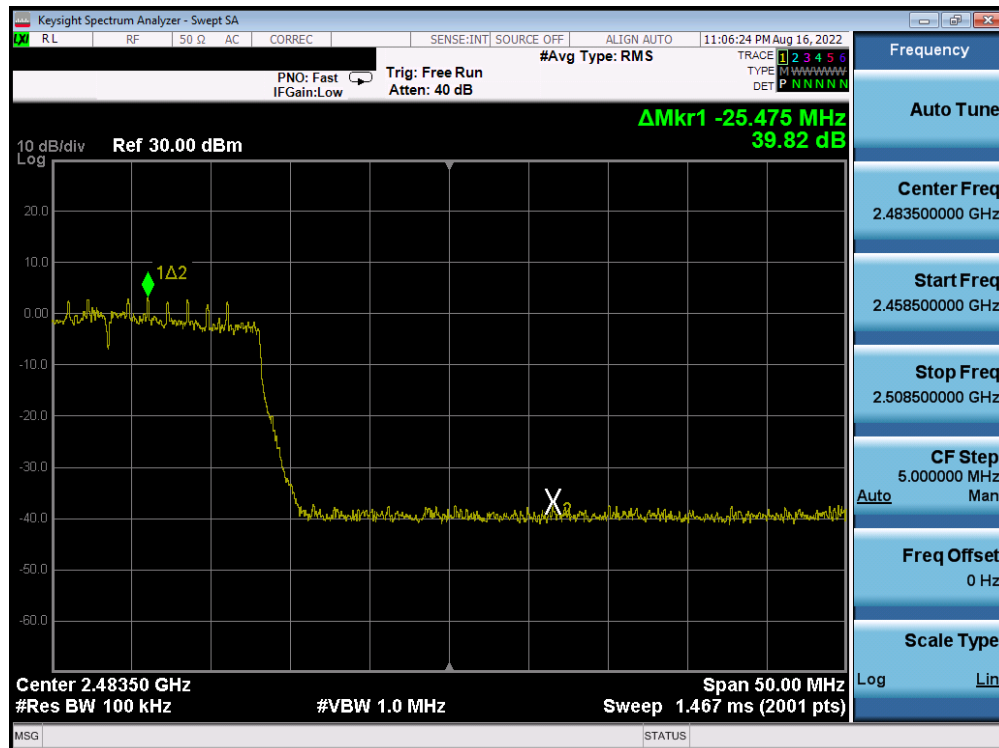 Keysight Spectrum Analyzer - Swept SA
LXI RL RF 50 Ω AC CORREC SENSE:INT SOURCE OFF ALIGN AUTO 11:06:24 PM Aug 16, 2022
#Avg Type: RMS
TRACE 1 2 3 4 5 6
PNO: Fast Trig: Free Run
TYPE M WWWWW
IFGain:Low Atten: 40 dB
DET P N N N N N
ΔMkr1 -25.475 MHz
39.82 dB
10 dB/div Ref 30.00 dBm
Log
20.0
10.0
1Δ2
0.00
-10.0
-20.0
-30.0
-40.0
X2
-50.0
-60.0
Center 2.48350 GHz Span 50.00 MHz
#Res BW 100 kHz #VBW 1.0 MHz Sweep 1.467 ms (2001 pts)
MSG STATUS
Frequency
Auto Tune
Center Freq
2.483500000 GHz
Start Freq
2.458500000 GHz
Stop Freq
2.508500000 GHz
CF Step
5.000000 MHz
Auto Man
Freq Offset
0 Hz
Scale Type
Log Lin